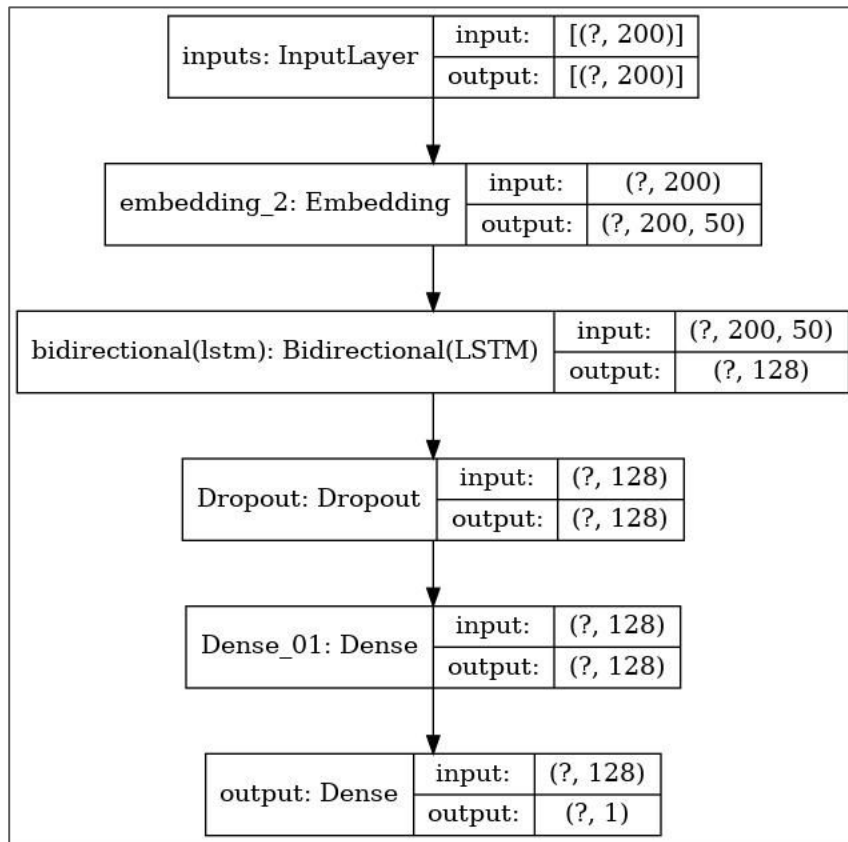 inputs: InputLayer
input:
[(?, 200)]
output:
[(?, 200)]
embedding_2: Embedding
input:
(?, 200)
output:
(?, 200, 50)
bidirectional(lstm): Bidirectional(LSTM)
input:
(?, 200, 50)
output:
(?, 128)
Dropout: Dropout
input:
(?, 128)
output:
(?, 128)
Dense_01: Dense
input:
(?, 128)
output:
(?, 128)
output: Dense
input:
(?, 128)
output:
(?, 1)